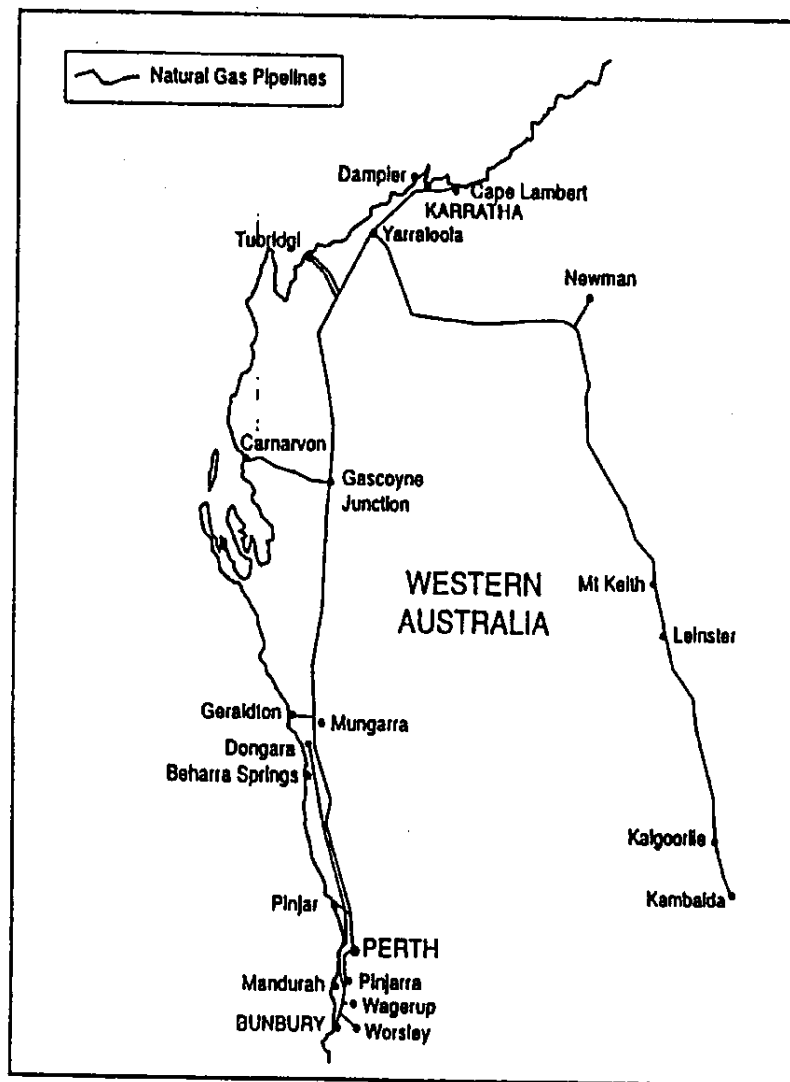 Natural Gas Pipelines
Dampier
Cape Lambert
KARRATHA
Yarraloola
Tubridgi
Newman
Carnarvon
Gascoyne
Junction
WESTERN
AUSTRALIA
Mt Keith
Leinster
Geraldton
Mungarra
Dongara
Beharra Springs
Kalgoorlie
Kambalda
Pinjar
PERTH
Mandurah
Pinjarra
Wagerup
BUNBURY
Worsley